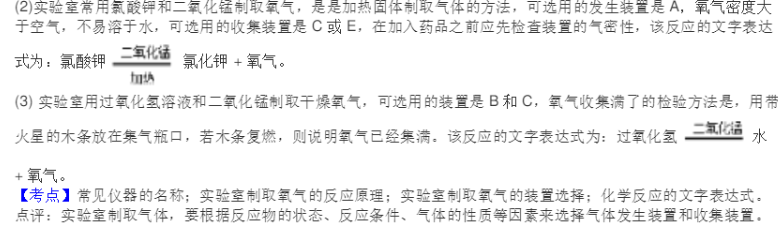 (2)实验室常用氯酸钾和二氧化锰制取氧气，是是加热固体制取气体的方法，可选用的发生装置是 A，氧气密度大
于空气，不易溶于水，可选用的收集装置是 C 或 E，在加入药品之前应先检查装置的气密性，该反应的文字表达
二氧化锰
式为：氯酸钾 氯化钾 + 氧气。
加热
(3) 实验室用过氧化氢溶液和二氧化锰制取干燥氧气，可选用的装置是 B 和 C，氧气收集满了的检验方法是，用带
火星的木条放在集气瓶口，若木条复燃，则说明氧气已经集满。该反应的文字表达式为：过氧化氢 二氧化锰 水
+ 氧气。
【考点】常见仪器的名称；实验室制取氧气的反应原理；实验室制取氧气的装置选择；化学反应的文字表达式。
点评：实验室制取气体，要根据反应物的状态、反应条件、气体的性质等因素来选择气体发生装置和收集装置。